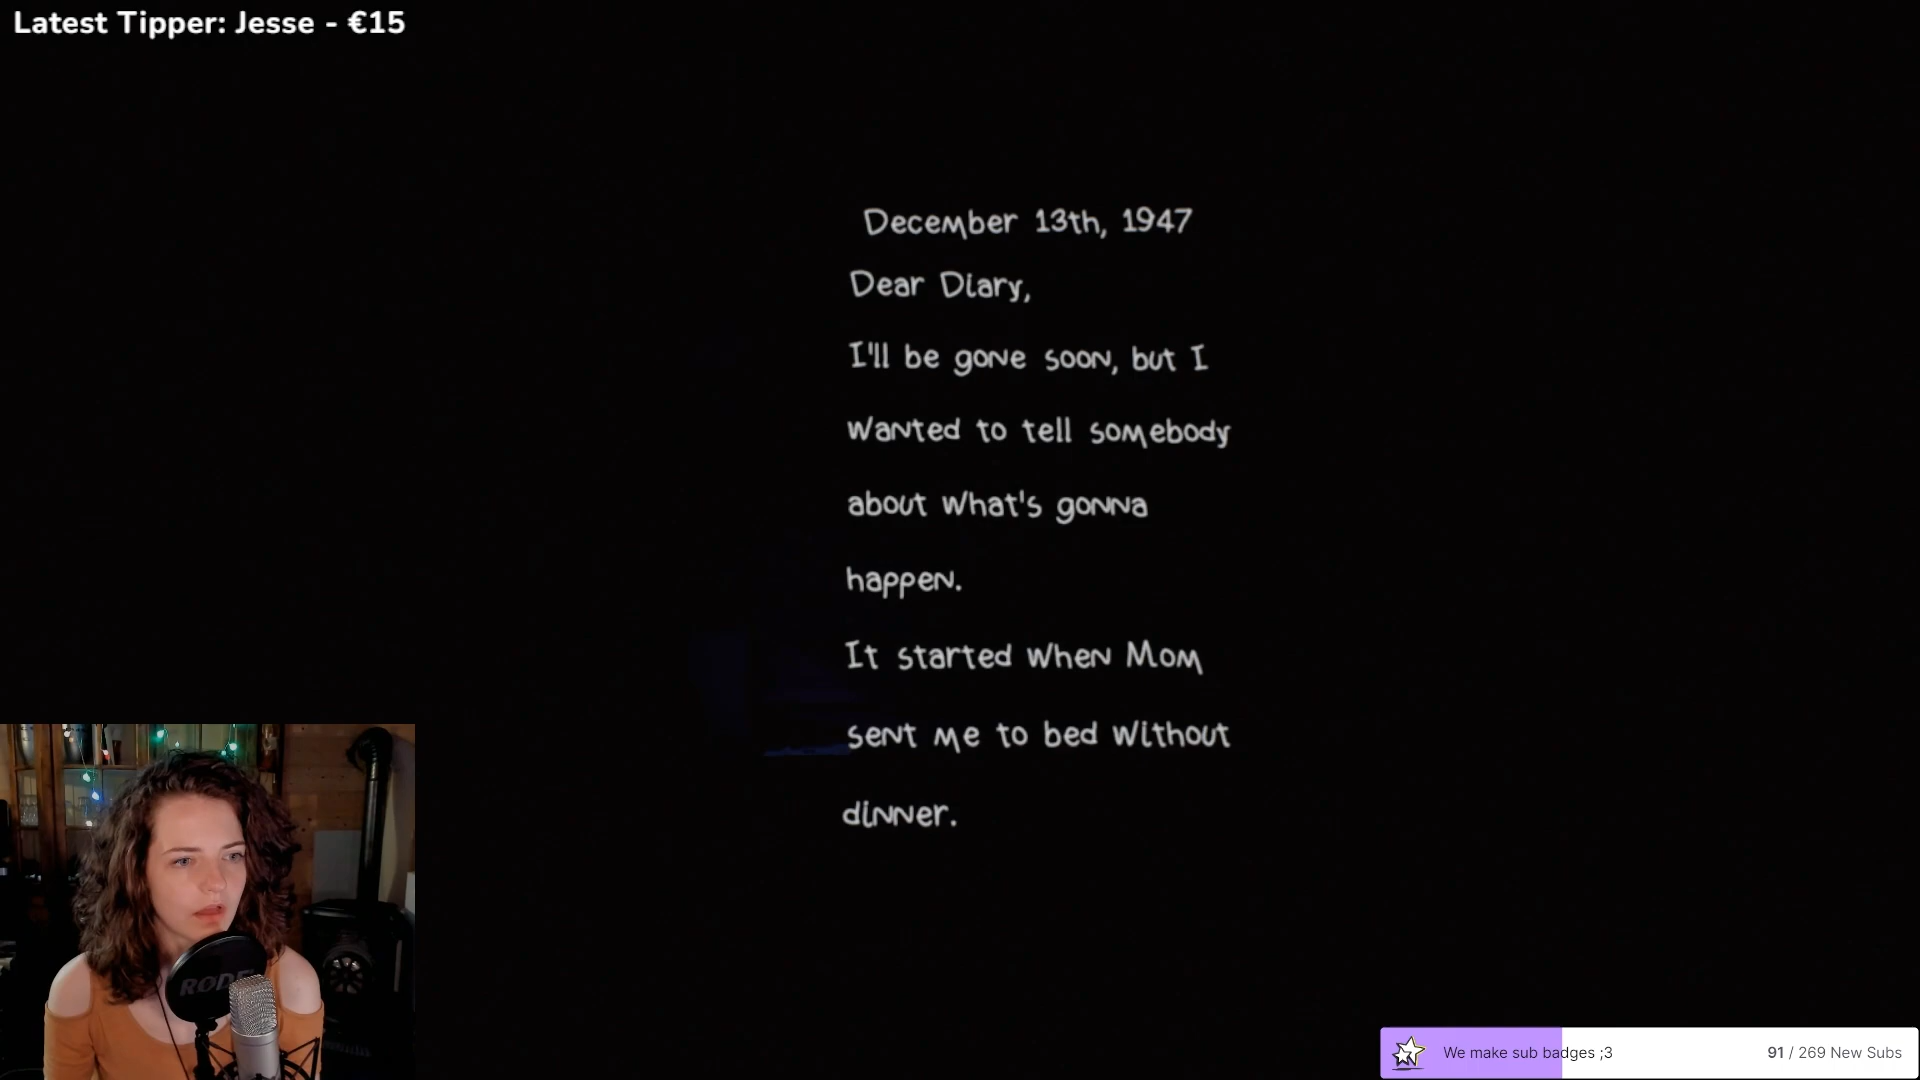 Latest Tipper: Jesse - €15
December 13th, 1947
Dear Diary,
I'll be gone soon, but I
wanted to tell somebody
about what's gonna
happen.
It started when Mom
sent me to bed without
dinner.
RØDE
We make sub badges ;3
91 / 269 New Subs